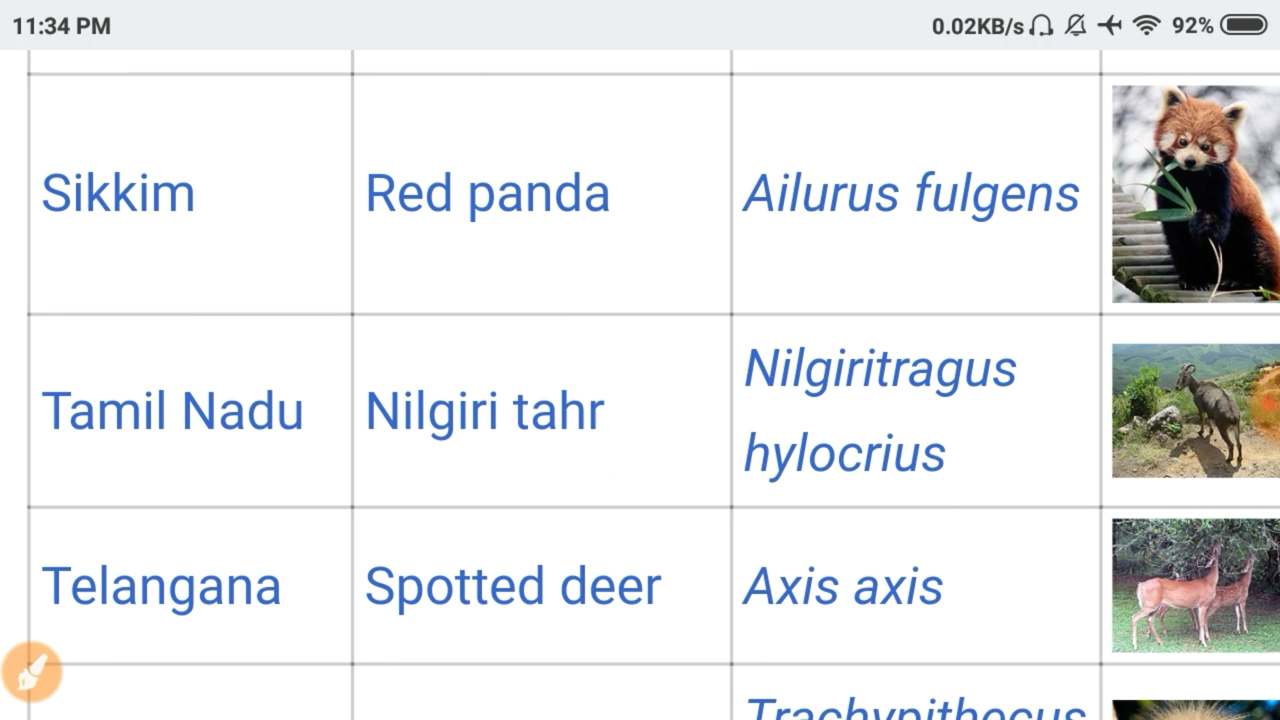 11:34 PM 0.02KB/s 92%
Sikkim Red panda Ailurus fulgens
Tamil Nadu Nilgiri tahr Nilgiritragus
hylocrius
Telangana Spotted deer Axis axis
Trachypithecus